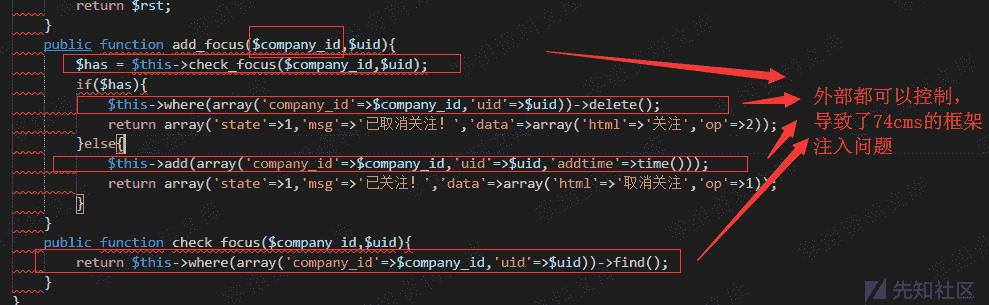 return $rst;
}
public function add_focus($company_id,$uid){
$has = $this->check_focus($company_id,$uid);
if($has){
$this->where(array('company_id'=>$company_id,'uid'=>$uid))->delete();
return array('state'=>1,'msg'=>'已取消关注！','data'=>array('html'=>'关注','op'=>2));
}else{
$this->add(array('company_id'=>$company_id,'uid'=>$uid,'addtime'=>time()));
return array('state'=>1,'msg'=>'已关注！','data'=>array('html'=>'取消关注','op'=>1));
}
}
public function check_focus($company_id,$uid){
return $this->where(array('company_id'=>$company_id,'uid'=>$uid))->find();
}
}
外部都可以控制，
导致了74cms的框架
注入问题
先知社区